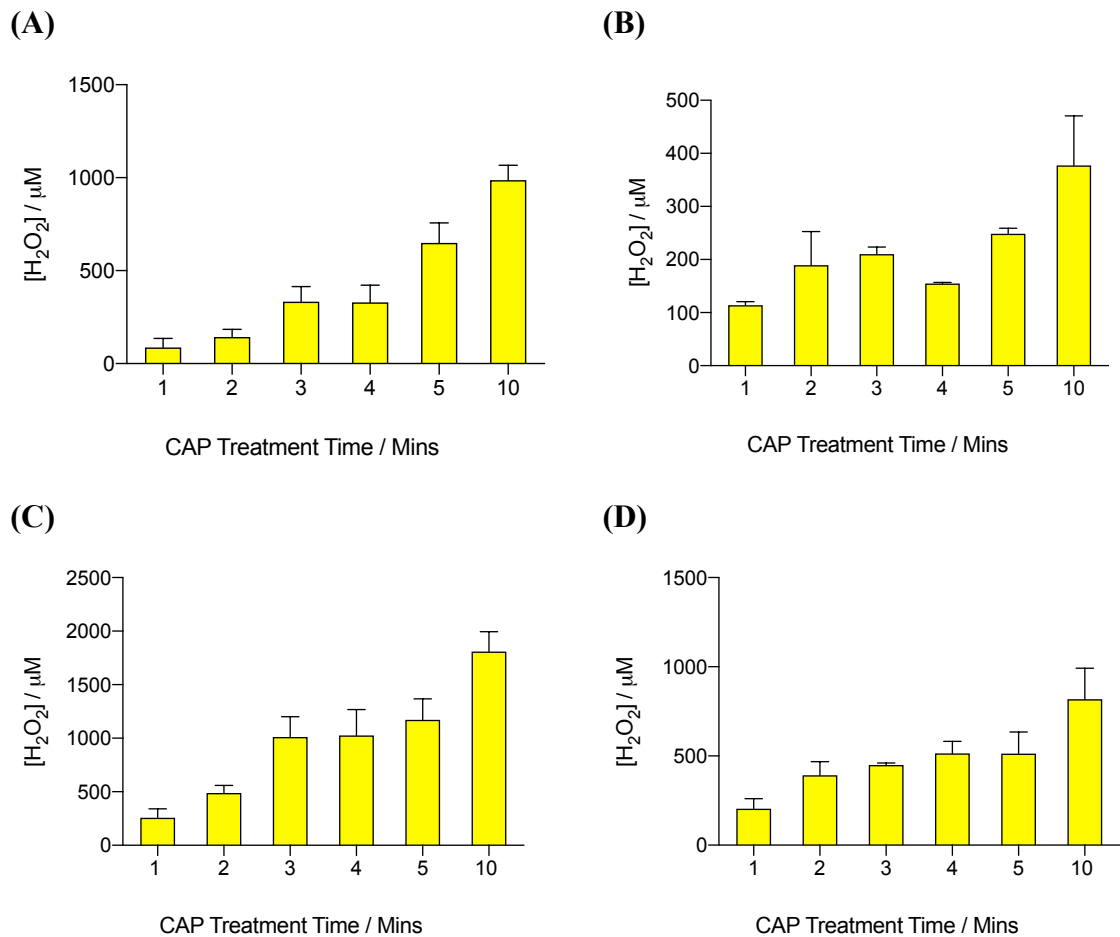 (A)
1500
1000
500
0
[H₂O₂] / μM
1 2 3 4 5 10
CAP Treatment Time / Mins
(B)
500
400
300
200
100
0
[H₂O₂] / μM
1 2 3 4 5 10
CAP Treatment Time / Mins
(C)
2500
2000
1500
1000
500
0
[H₂O₂] / μM
1 2 3 4 5 10
CAP Treatment Time / Mins
(D)
1500
1000
500
0
[H₂O₂] / μM
1 2 3 4 5 10
CAP Treatment Time / Mins